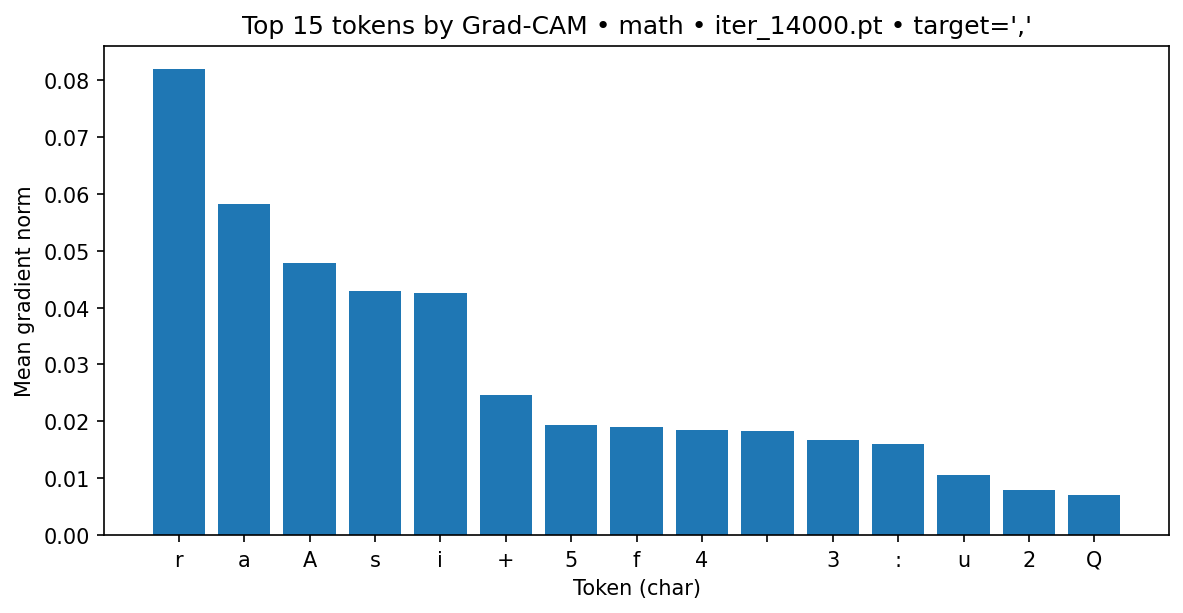 Top 15 tokens by Grad-CAM • math • iter_14000.pt • target=','
Mean gradient norm
0.08
0.07
0.06
0.05
0.04
0.03
0.02
0.01
0.00
r a A s i + 5 f 4 3 : u 2 Q
Token (char)